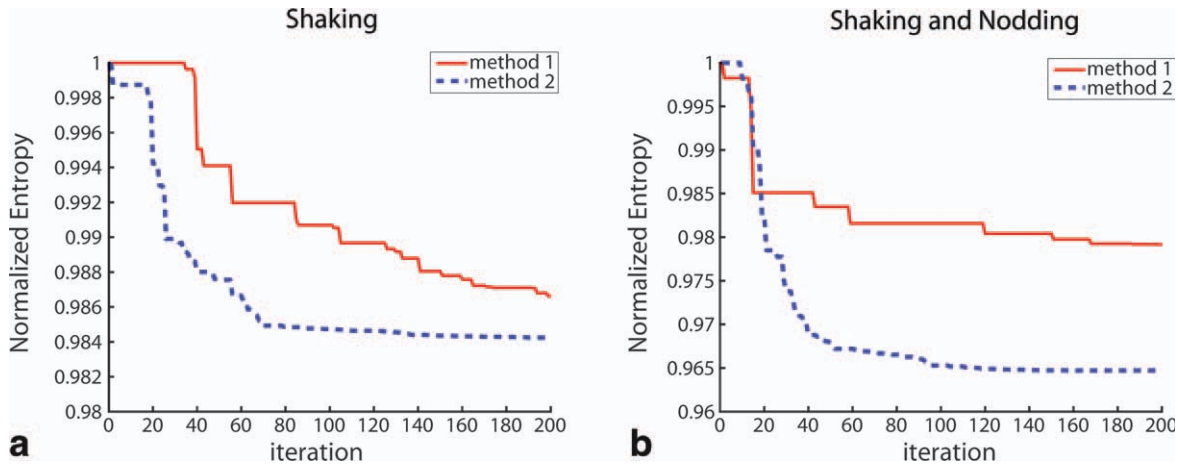 Shaking
1
0.998
0.996
0.994
0.992
0.99
0.988
0.986
0.984
0.982
0.98
Normalized Entropy
method 1
method 2
0 20 40 60 80 100 120 140 160 180 200
iteration
a
Shaking and Nodding
1
0.995
0.99
0.985
0.98
0.975
0.97
0.965
0.96
Normalized Entropy
method 1
method 2
0 20 40 60 80 100 120 140 160 180 200
iteration
b